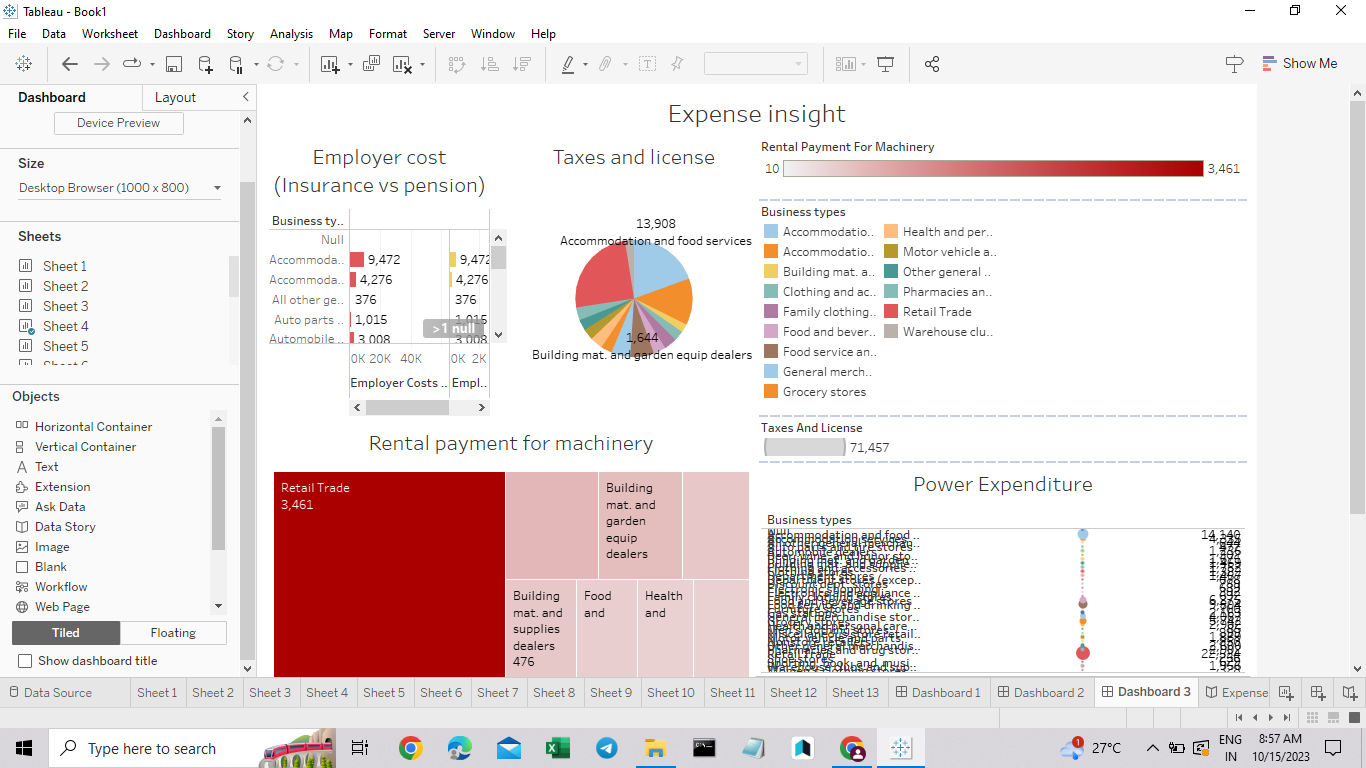 Tableau - Book1
File Data Worksheet Dashboard Story Analysis Map Format Server Window Help
Show Me
Dashboard Layout
Device Preview
Size
Desktop Browser (1000 x 800)
Sheets
Sheet 1
Sheet 2
Sheet 3
Sheet 4
Sheet 5
Objects
Horizontal Container
Vertical Container
Text
Extension
Ask Data
Data Story
Image
Blank
Workflow
Web Page
Tiled Floating
Show dashboard title
Expense insight
Employer cost
(Insurance vs pension)
Business ty..
Null
Accommoda.. 9,472 9,472
Accommoda.. 4,276 4,276
All other ge.. 376 376
Auto parts .. 1,015 1,015
Automobile .. 3,008 3,008
>1 null
0K 20K 40K 0K 2K
Employer Costs .. Empl..
Taxes and license
13,908
Accommodation and food services
1,644
Building mat. and garden equip dealers
Rental Payment For Machinery
10 3,461
Business types
Accommodatio.. Health and per..
Accommodatio.. Motor vehicle a..
Building mat. a.. Other general ..
Clothing and ac.. Pharmacies an..
Family clothing.. Retail Trade
Food and bever.. Warehouse clu..
Food service an..
General merch..
Grocery stores
Taxes And License
71,457
Rental payment for machinery
Retail Trade
3,461
Building
mat. and
garden
equip
dealers
Building
mat. and
supplies
dealers
476
Food
and
Health
and
Power Expenditure
Business types
Accommodation and food ..
14,140
Data Source Sheet 1 Sheet 2 Sheet 3 Sheet 4 Sheet 5 Sheet 6 Sheet 7 Sheet 8 Sheet 9 Sheet 10 Sheet 11 Sheet 12 Sheet 13 Dashboard 1 Dashboard 2 Dashboard 3 Expense
Type here to search
1
27°C
ENG
IN
8:57 AM
10/15/2023